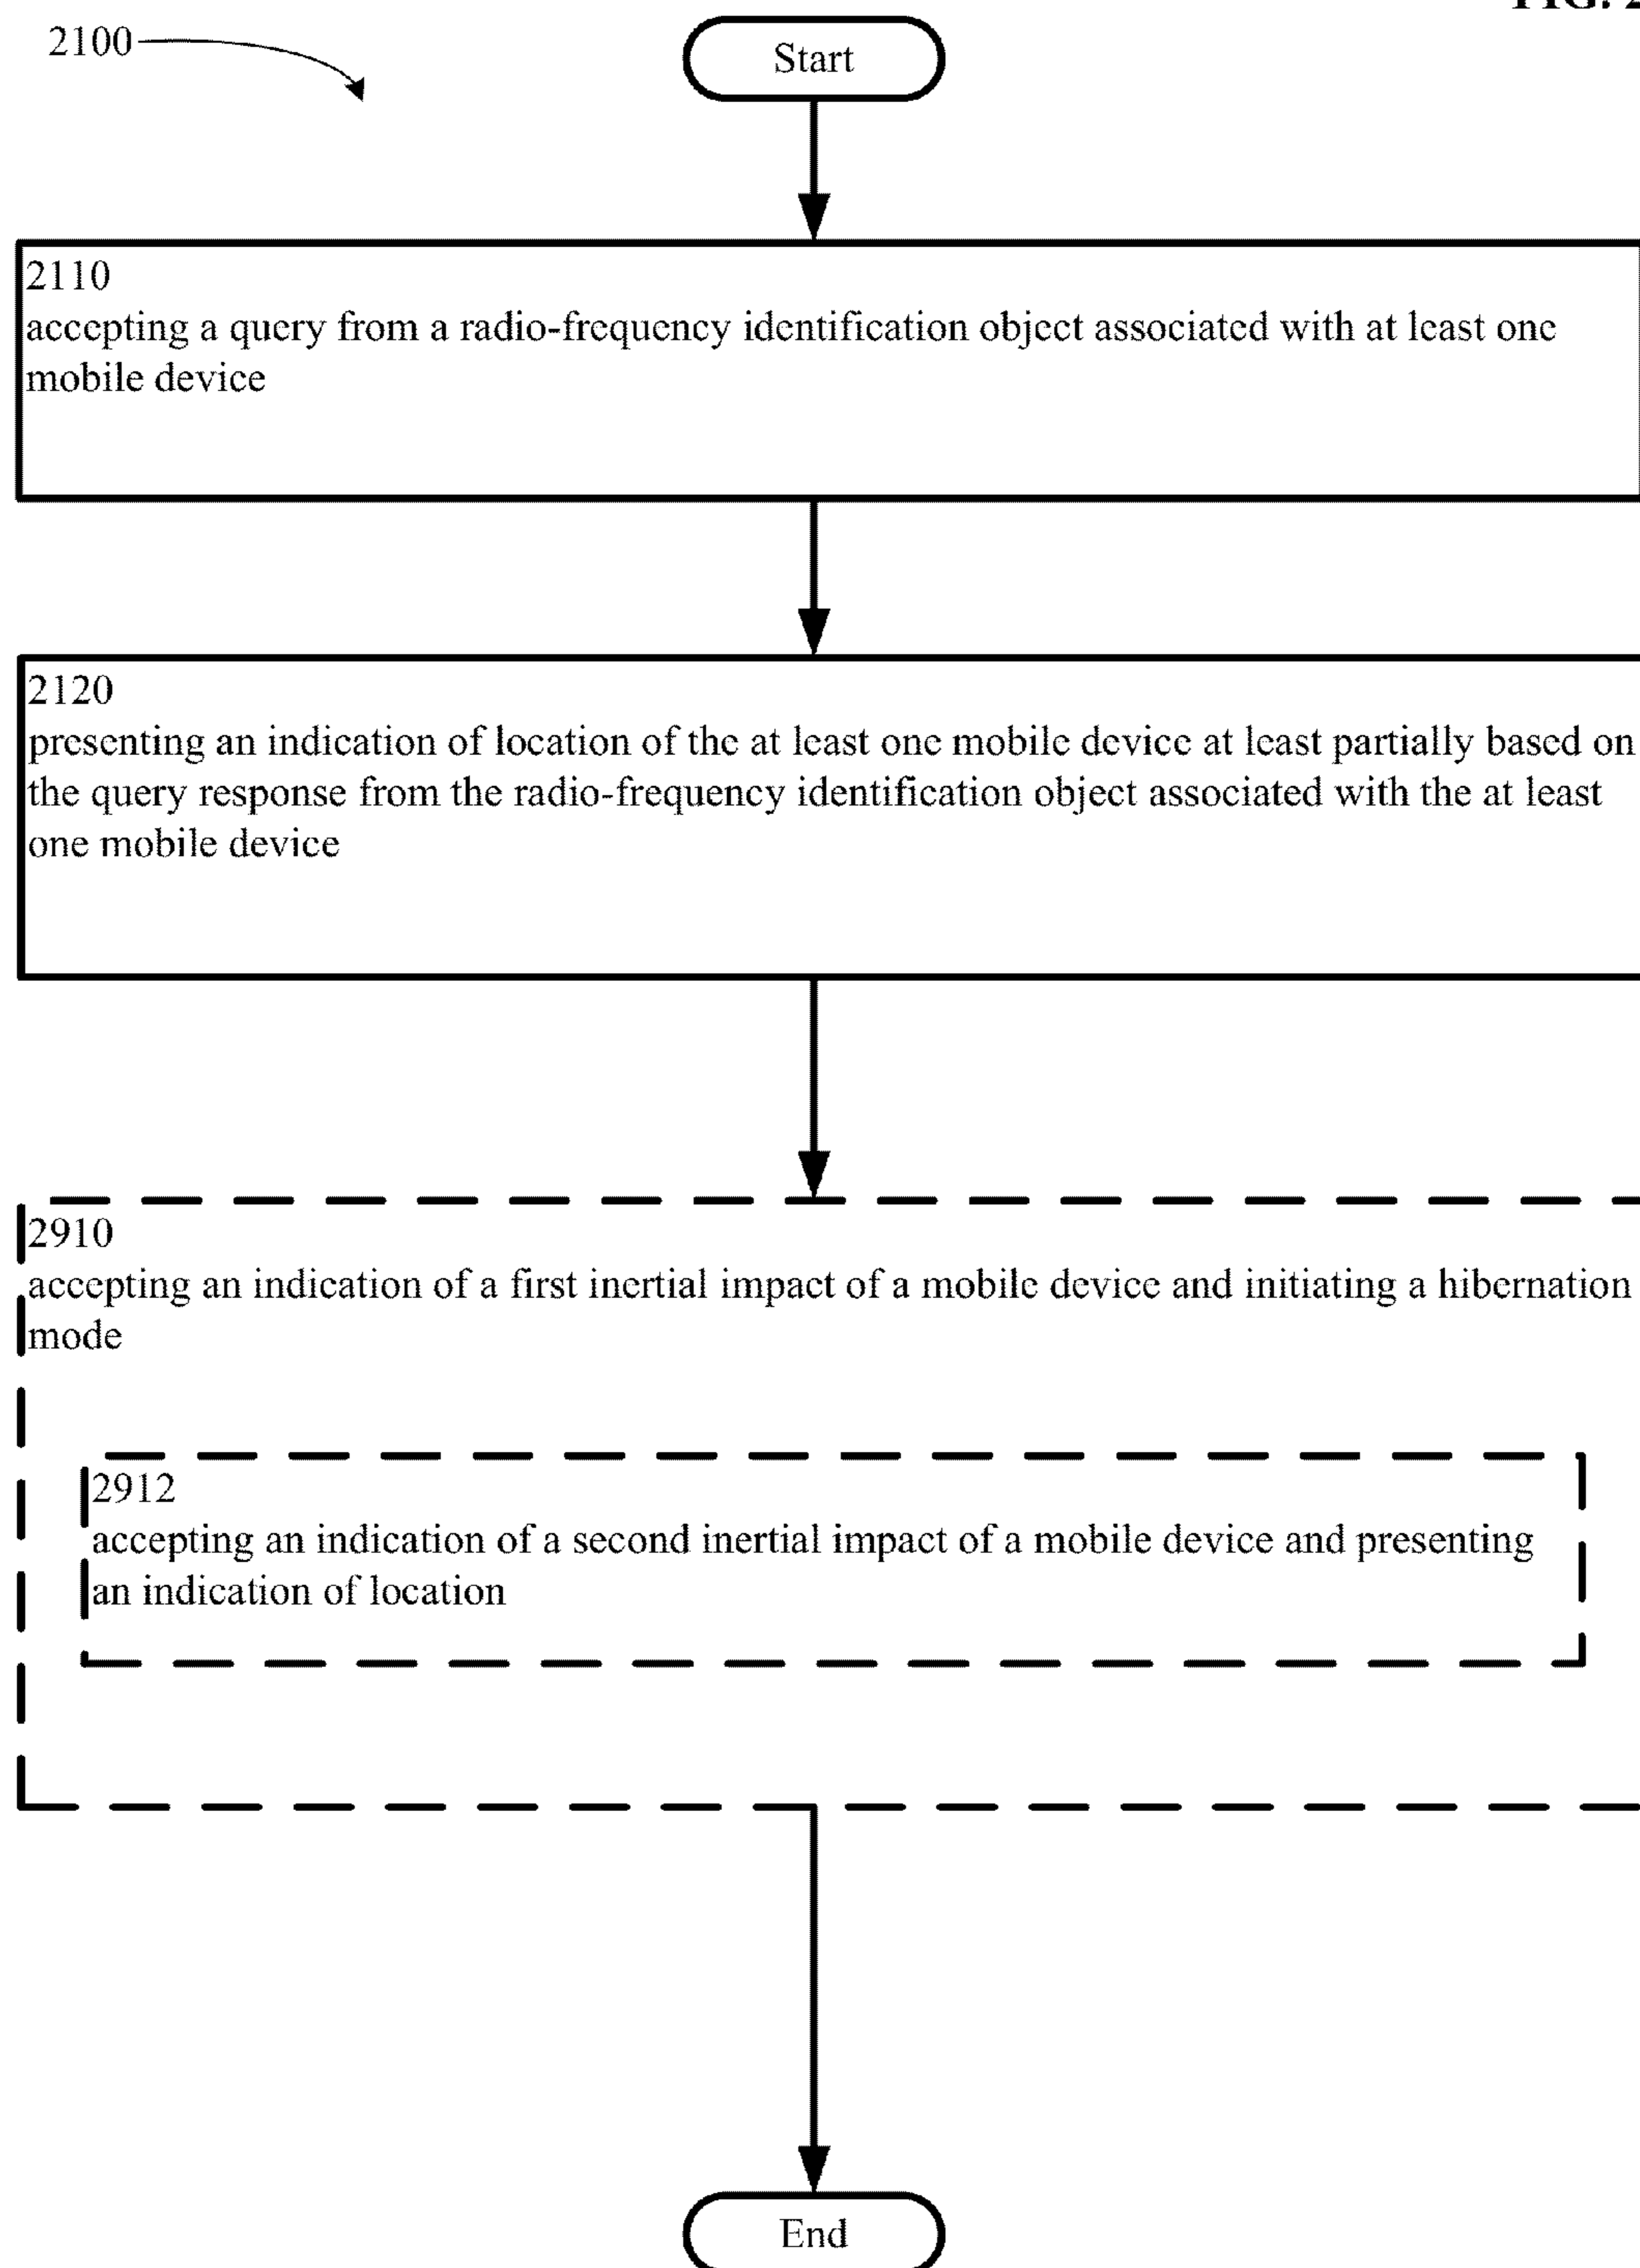 2100
Start
2110
accepting a query from a radio-frequency identification object associated with at least one
mobile device
2120
presenting an indication of location of the at least one mobile device at least partially based on
the query response from the radio-frequency identification object associated with the at least
one mobile device
2910
accepting an indication of a first inertial impact of a mobile device and initiating a hibernation
mode
2912
accepting an indication of a second inertial impact of a mobile device and presenting
an indication of location
End